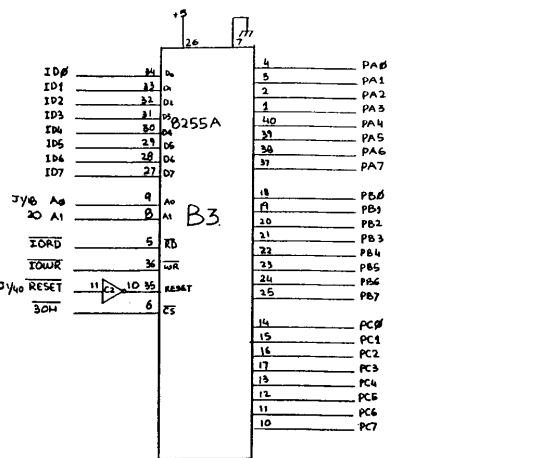 +5
26 7
ID0 34 D0
ID1 33 D1
ID2 32 D2
ID3 31 D3
ID4 30 D4
ID5 29 D5
ID6 28 D6
ID7 27 D7
8255A
J1/18 A0 9 A0
20 A1 8 A1
B3
IORD 5 RD
IOWR 36 WR
J1/40 RESET 11 C2 10 35 RESET
30H 6 CS
4 PA0
3 PA1
2 PA2
1 PA3
40 PA4
39 PA5
38 PA6
37 PA7
18 PB0
19 PB1
20 PB2
21 PB3
22 PB4
23 PB5
24 PB6
25 PB7
14 PC0
15 PC1
16 PC2
17 PC3
13 PC4
12 PC5
11 PC6
10 PC7